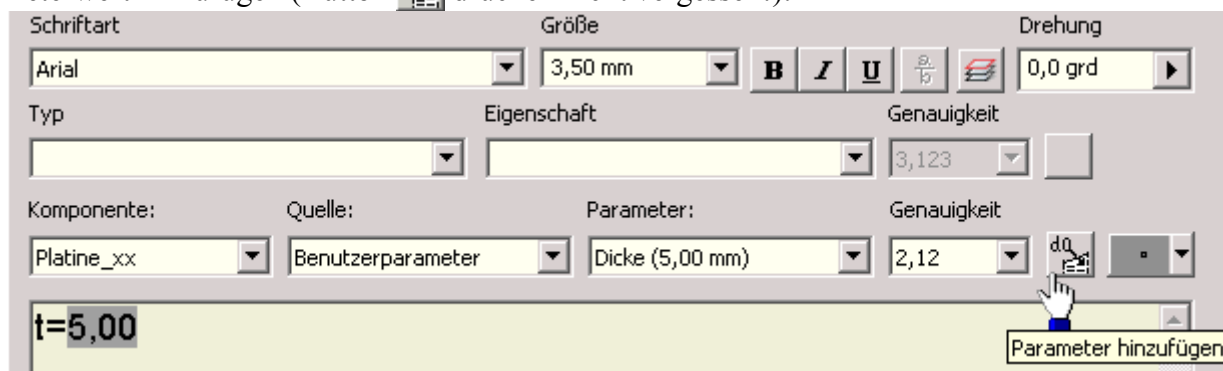 Schriftart Größe Drehung
Arial 3,50 mm B I U a b 0,0 grd
Typ Eigenschaft Genauigkeit
3,123
Komponente: Quelle: Parameter: Genauigkeit
Platine_xx Benutzerparameter Dicke (5,00 mm) 2,12
t=5,00
Parameter hinzufügen